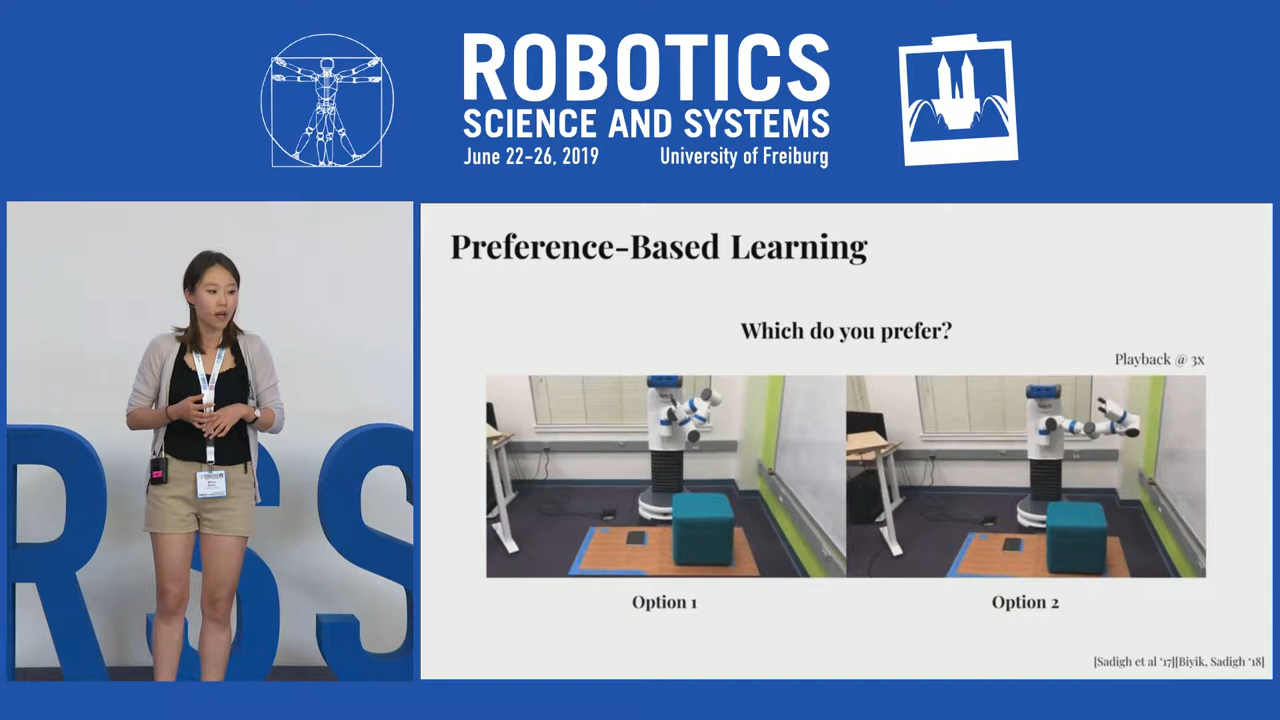 ROBOTICS
SCIENCE AND SYSTEMS
June 22-26, 2019 University of Freiburg
RSS
Preference-Based Learning
Which do you prefer?
Playback @ 3x
Option 1 Option 2
[Sadigh et al '17][Biyik, Sadigh '18]